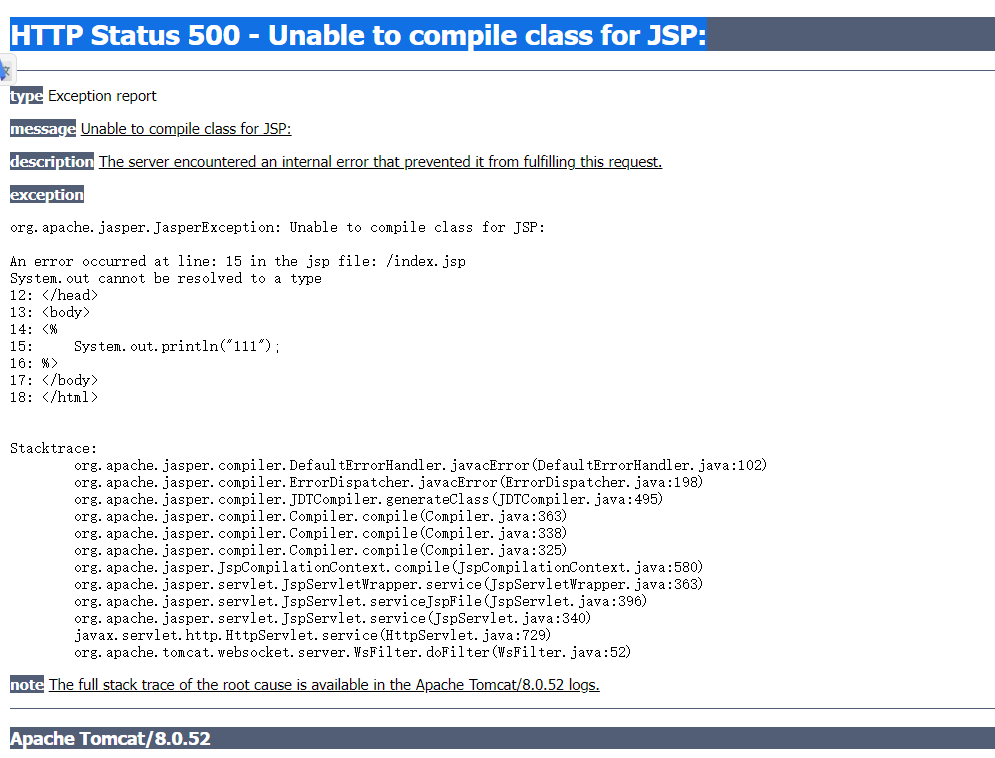 HTTP Status 500 - Unable to compile class for JSP:
type Exception report
message Unable to compile class for JSP:
description The server encountered an internal error that prevented it from fulfilling this request.
exception
org.apache.jasper.JasperException: Unable to compile class for JSP:
An error occurred at line: 15 in the jsp file: /index.jsp
System.out cannot be resolved to a type
12: </head>
13: <body>
14: <%
15:     System.out.println("111");
16: %>
17: </body>
18: </html>
Stacktrace:
org.apache.jasper.compiler.DefaultErrorHandler.javacError(DefaultErrorHandler.java:102)
org.apache.jasper.compiler.ErrorDispatcher.javacError(ErrorDispatcher.java:198)
org.apache.jasper.compiler.JDTCompiler.generateClass(JDTCompiler.java:495)
org.apache.jasper.compiler.Compiler.compile(Compiler.java:363)
org.apache.jasper.compiler.Compiler.compile(Compiler.java:338)
org.apache.jasper.compiler.Compiler.compile(Compiler.java:325)
org.apache.jasper.JspCompilationContext.compile(JspCompilationContext.java:580)
org.apache.jasper.servlet.JspServletWrapper.service(JspServletWrapper.java:363)
org.apache.jasper.servlet.JspServlet.serviceJspFile(JspServlet.java:396)
org.apache.jasper.servlet.JspServlet.service(JspServlet.java:340)
javax.servlet.http.HttpServlet.service(HttpServlet.java:729)
org.apache.tomcat.websocket.server.WsFilter.doFilter(WsFilter.java:52)
note The full stack trace of the root cause is available in the Apache Tomcat/8.0.52 logs.
Apache Tomcat/8.0.52